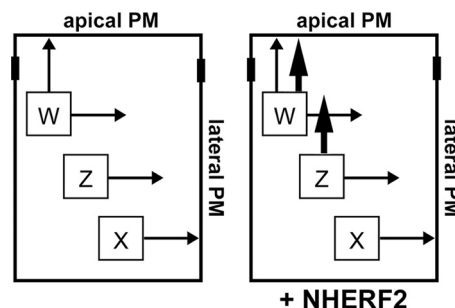 apical PM
apical PM
W
Z
X
lateral PM
W
Z
X
lateral PM
+ NHERF2